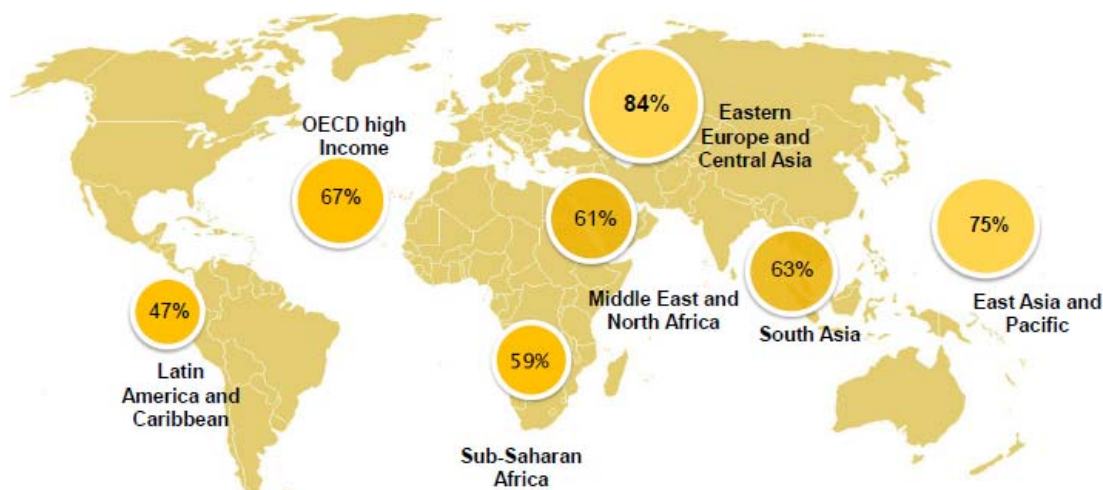 84%
Eastern
Europe and
Central Asia
OECD high
Income
67%
61%
Middle East and
North Africa
63%
South Asia
75%
East Asia and
Pacific
47%
Latin
America and
Caribbean
59%
Sub-Saharan
Africa